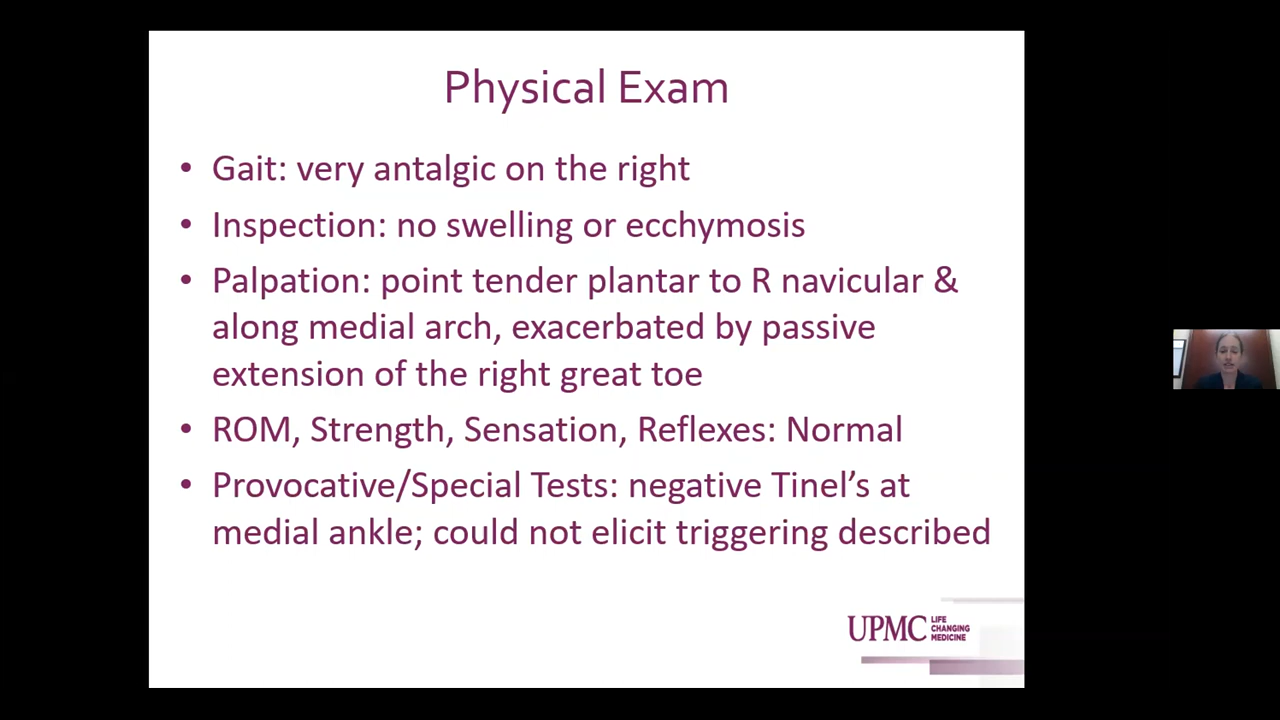 Physical Exam
• Gait: very antalgic on the right
• Inspection: no swelling or ecchymosis
• Palpation: point tender plantar to R navicular &
along medial arch, exacerbated by passive
extension of the right great toe
• ROM, Strength, Sensation, Reflexes: Normal
• Provocative/Special Tests: negative Tinel’s at
medial ankle; could not elicit triggering described
UPMC LIFE
CHANGING
MEDICINE